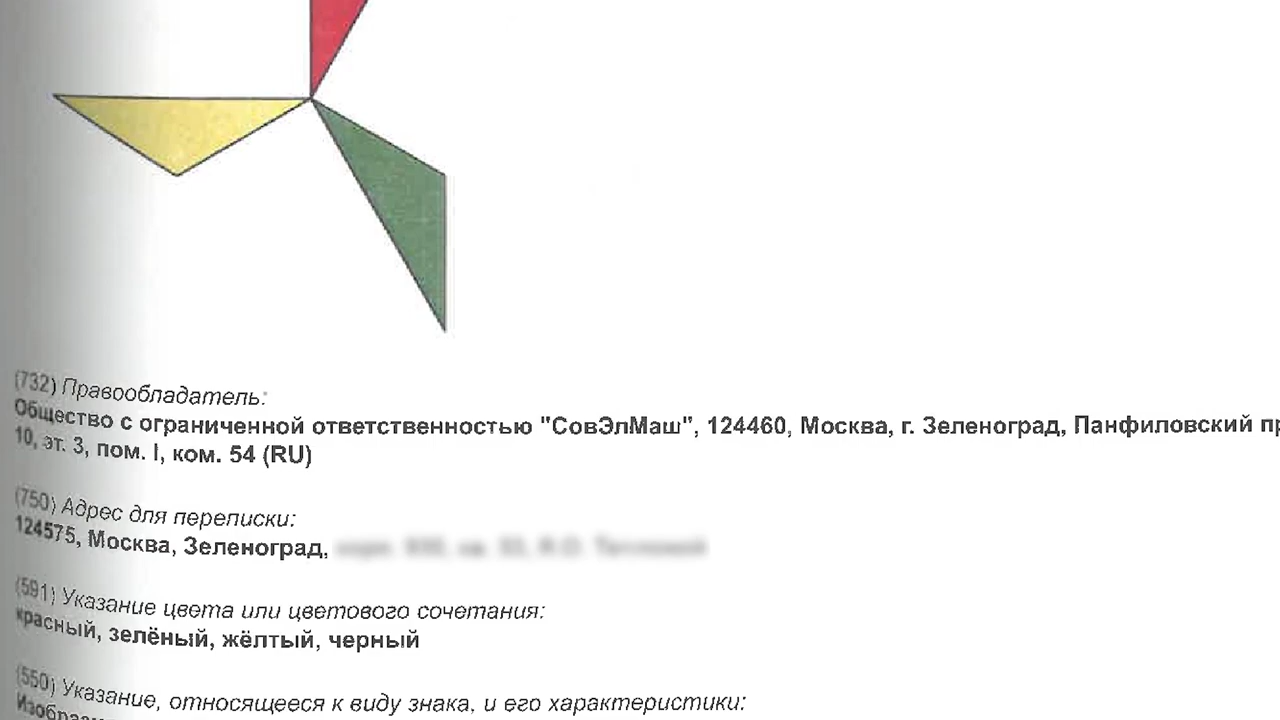 (732) Правообладатель:
Общество с ограниченной ответственностью "СовЭлМаш", 124460, Москва, г. Зеленоград, Панфиловский пр
10, эт. 3, пом. I, ком. 54 (RU)
(750) Адрес для переписки:
124575, Москва, Зеленоград,
(591) Указание цвета или цветового сочетания:
красный, зелёный, жёлтый, черный
(550) Указание, относящееся к виду знака, и его характеристики: